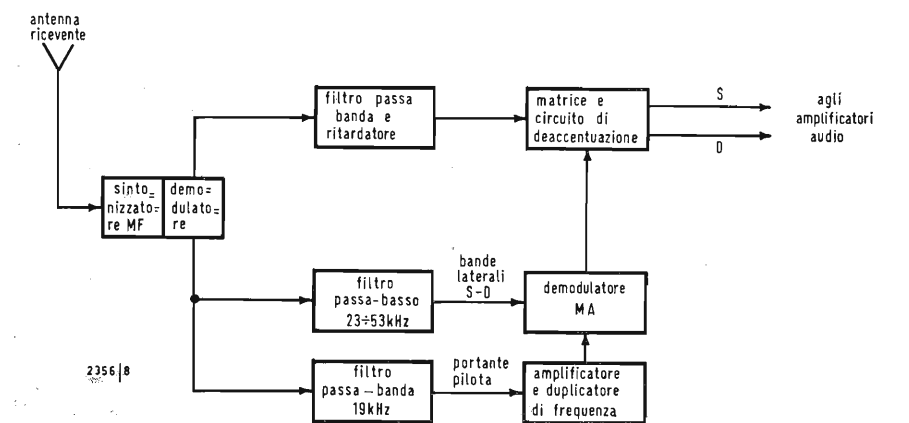 antenna
ricevente
filtro passa
banda e
ritardatore
matrice e
circuito di
deaccentuazione
S
D
agli
amplificatori
audio
sinto=
nizzato=
re MF
demo=
dulato=
re
filtro
passa-basso
23÷53kHz
bande
laterali
S-D
demodulatore
MA
filtro
passa-banda
19kHz
portante
pilota
amplificatore
e duplicatore
di frequenza
2356/8